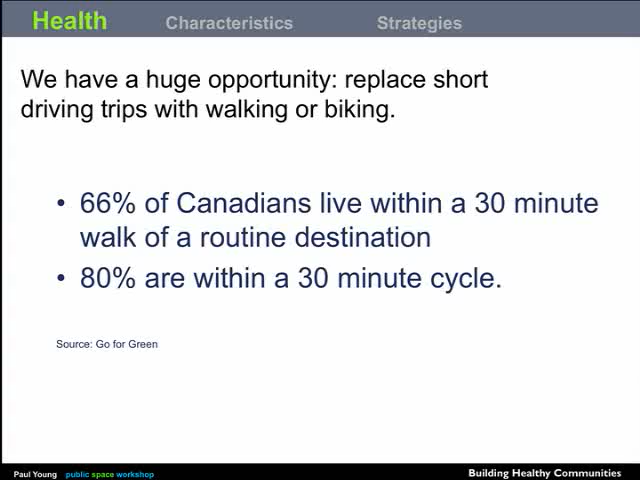 Health Characteristics Strategies
We have a huge opportunity: replace short
driving trips with walking or biking.
• 66% of Canadians live within a 30 minute
walk of a routine destination
• 80% are within a 30 minute cycle.
Source: Go for Green
Paul Young public space workshop Building Healthy Communities